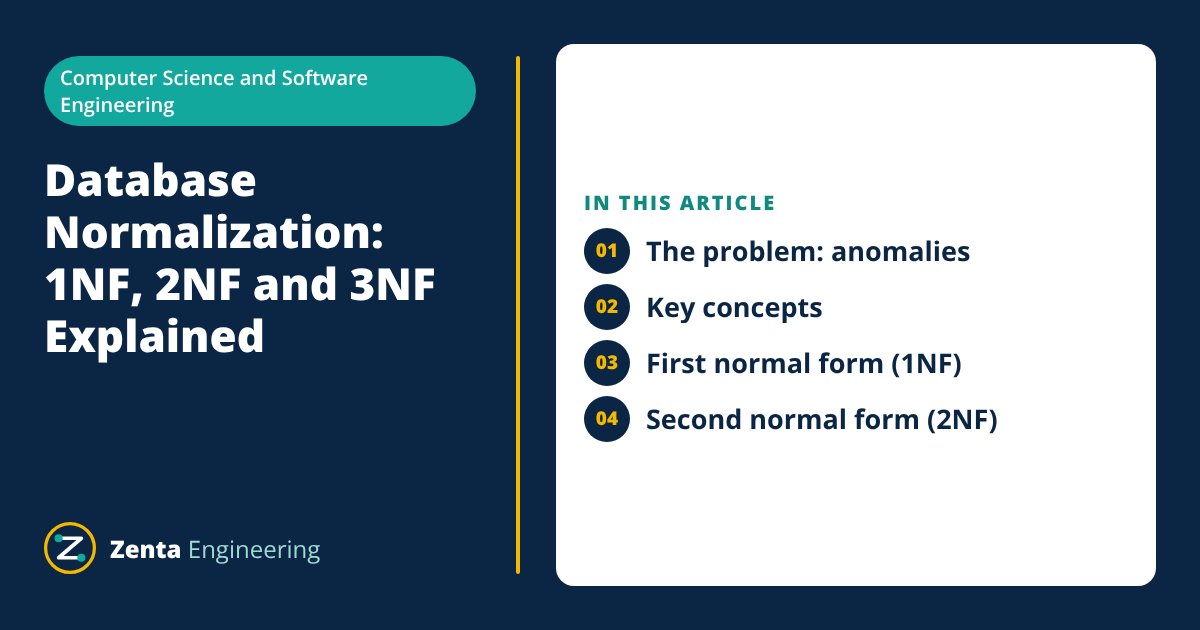 Computer Science and Software
Engineering
Database
Normalization:
1NF, 2NF and 3NF
Explained
Zenta Engineering
IN THIS ARTICLE
01 The problem: anomalies
02 Key concepts
03 First normal form (1NF)
04 Second normal form (2NF)